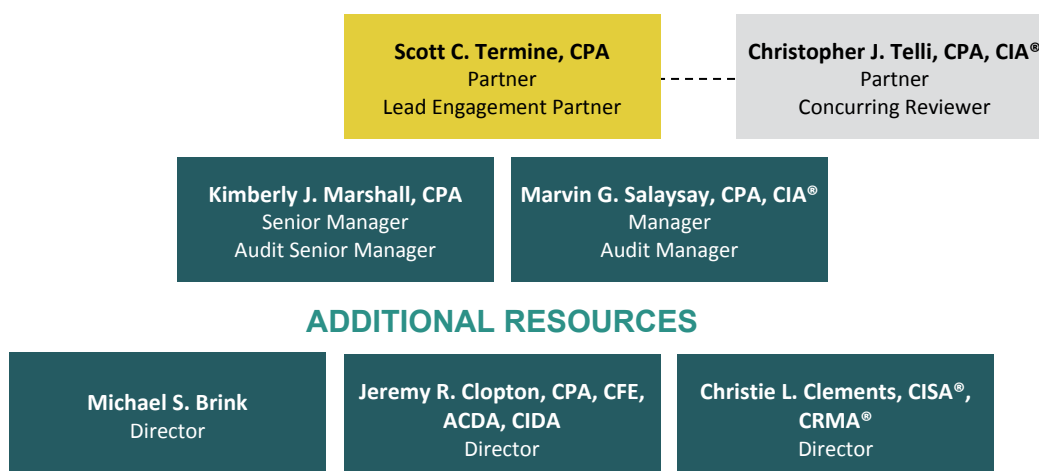 Scott C. Termine, CPA
Partner
Lead Engagement Partner
Christopher J. Telli, CPA, CIA®
Partner
Concurring Reviewer
Kimberly J. Marshall, CPA
Senior Manager
Audit Senior Manager
Marvin G. Salaysay, CPA, CIA®
Manager
Audit Manager
ADDITIONAL RESOURCES
Michael S. Brink
Director
Jeremy R. Clopton, CPA, CFE,
ACDA, CIDA
Director
Christie L. Clements, CISA®,
CRMA®
Director